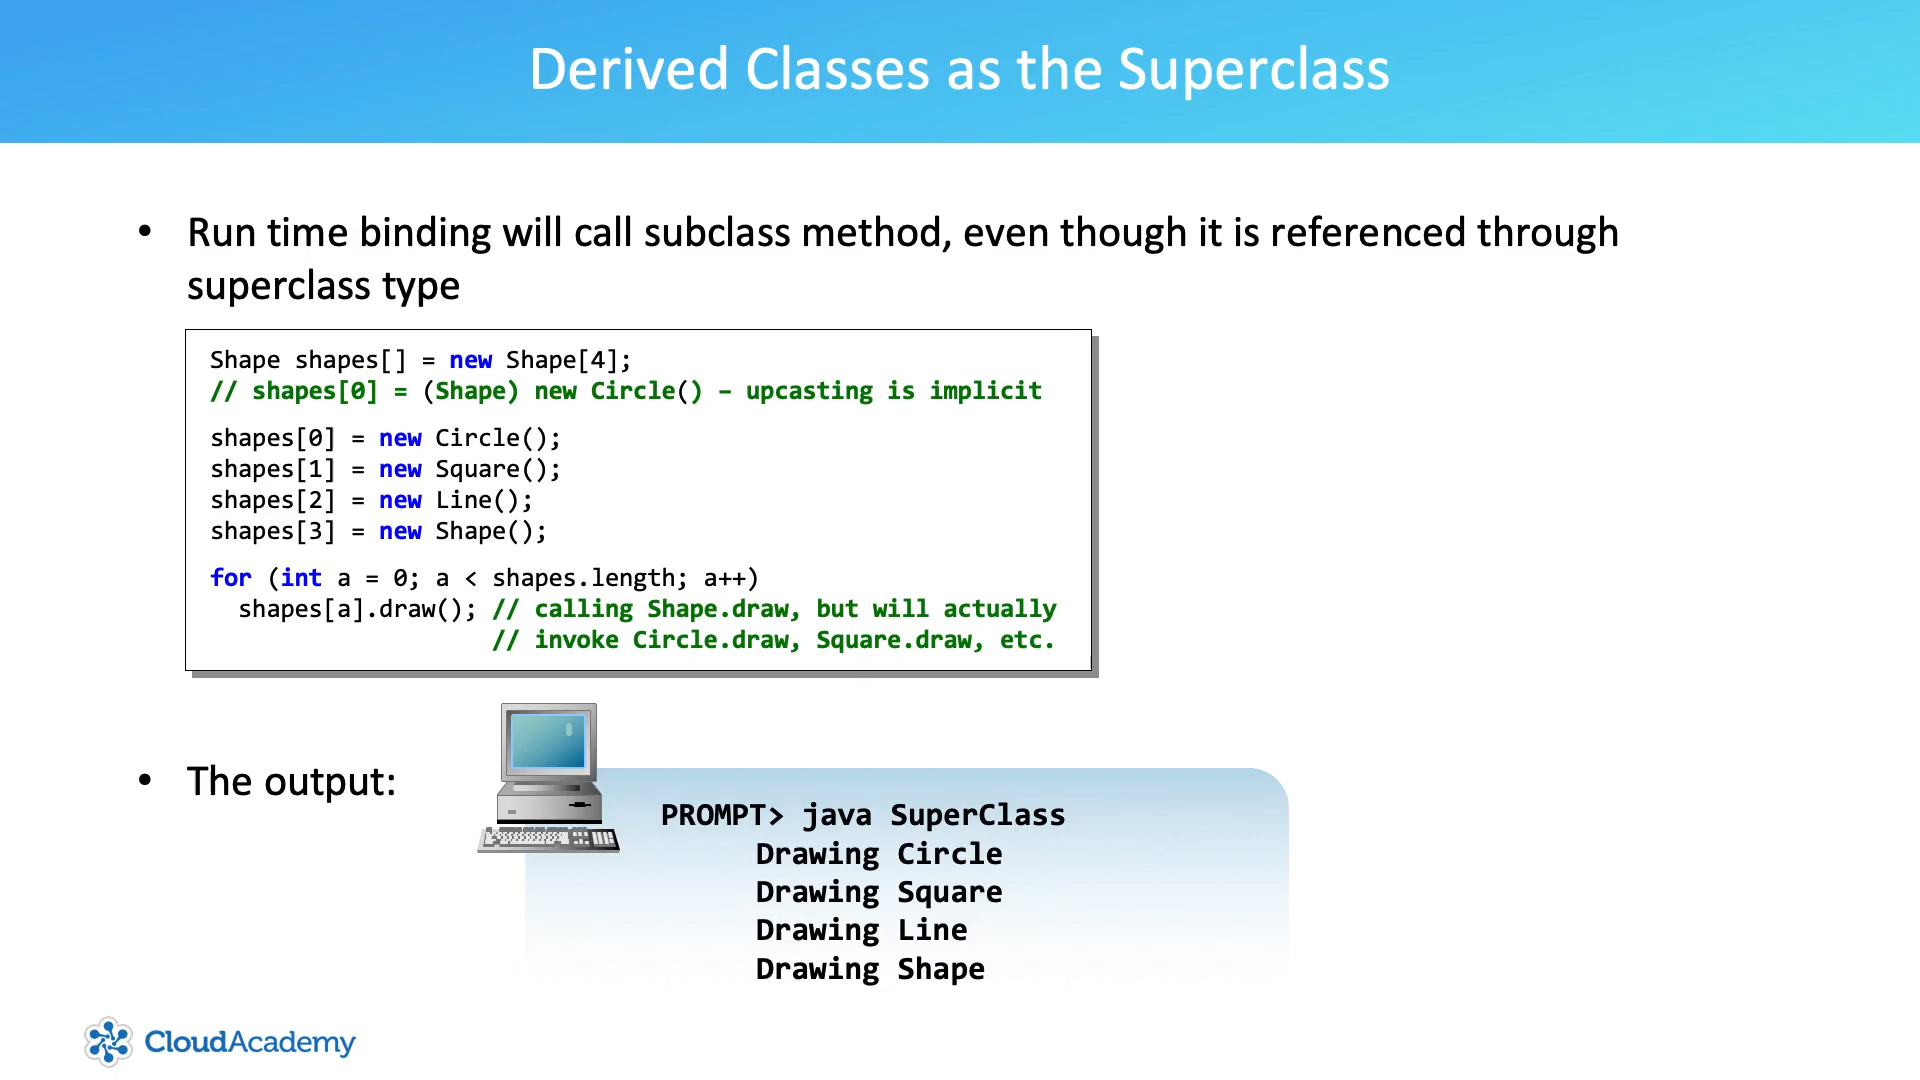 Derived Classes as the Superclass
• Run time binding will call subclass method, even though it is referenced through
superclass type
Shape shapes[] = new Shape[4];
// shapes[0] = (Shape) new Circle() – upcasting is implicit
shapes[0] = new Circle();
shapes[1] = new Square();
shapes[2] = new Line();
shapes[3] = new Shape();
for (int a = 0; a < shapes.length; a++)
shapes[a].draw(); // calling Shape.draw, but will actually
// invoke Circle.draw, Square.draw, etc.
• The output:
PROMPT> java SuperClass
Drawing Circle
Drawing Square
Drawing Line
Drawing Shape
CloudAcademy